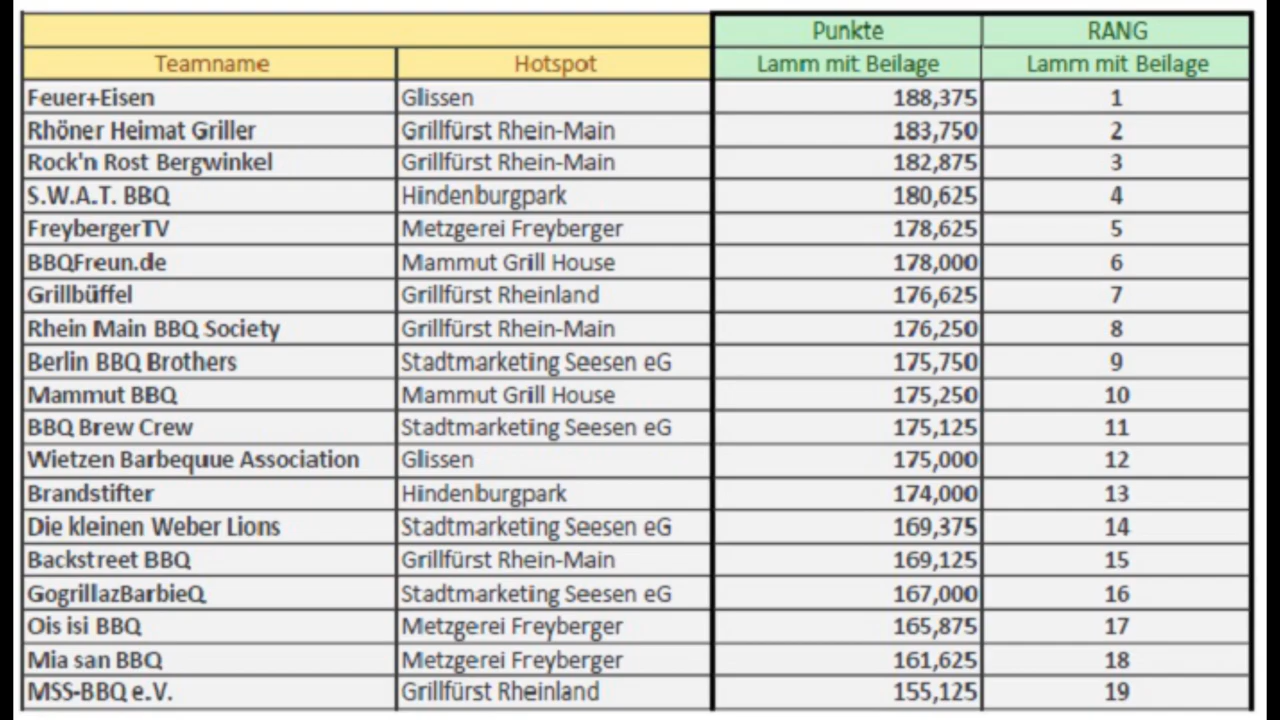 Punkte RANG
Teamname Hotspot Lamm mit Beilage Lamm mit Beilage
Feuer+Eisen Glissen 188,375 1
Rhöner Heimat Griller Grillfürst Rhein-Main 183,750 2
Rock'n Rost Bergwinkel Grillfürst Rhein-Main 182,875 3
S.W.A.T. BBQ Hindenburgpark 180,625 4
FreybergerTV Metzgerei Freyberger 178,625 5
BBQFreun.de Mammut Grill House 178,000 6
Grillbüffel Grillfürst Rheinland 176,625 7
Rhein Main BBQ Society Grillfürst Rhein-Main 176,250 8
Berlin BBQ Brothers Stadtmarketing Seesen eG 175,750 9
Mammut BBQ Mammut Grill House 175,250 10
BBQ Brew Crew Stadtmarketing Seesen eG 175,125 11
Wietzen Barbequue Association Glissen 175,000 12
Brandstifter Hindenburgpark 174,000 13
Die kleinen Weber Lions Stadtmarketing Seesen eG 169,375 14
Backstreet BBQ Grillfürst Rhein-Main 169,125 15
GogrillazBarbieQ Stadtmarketing Seesen eG 167,000 16
Ois isi BBQ Metzgerei Freyberger 165,875 17
Mia san BBQ Metzgerei Freyberger 161,625 18
MSS-BBQ e.V. Grillfürst Rheinland 155,125 19